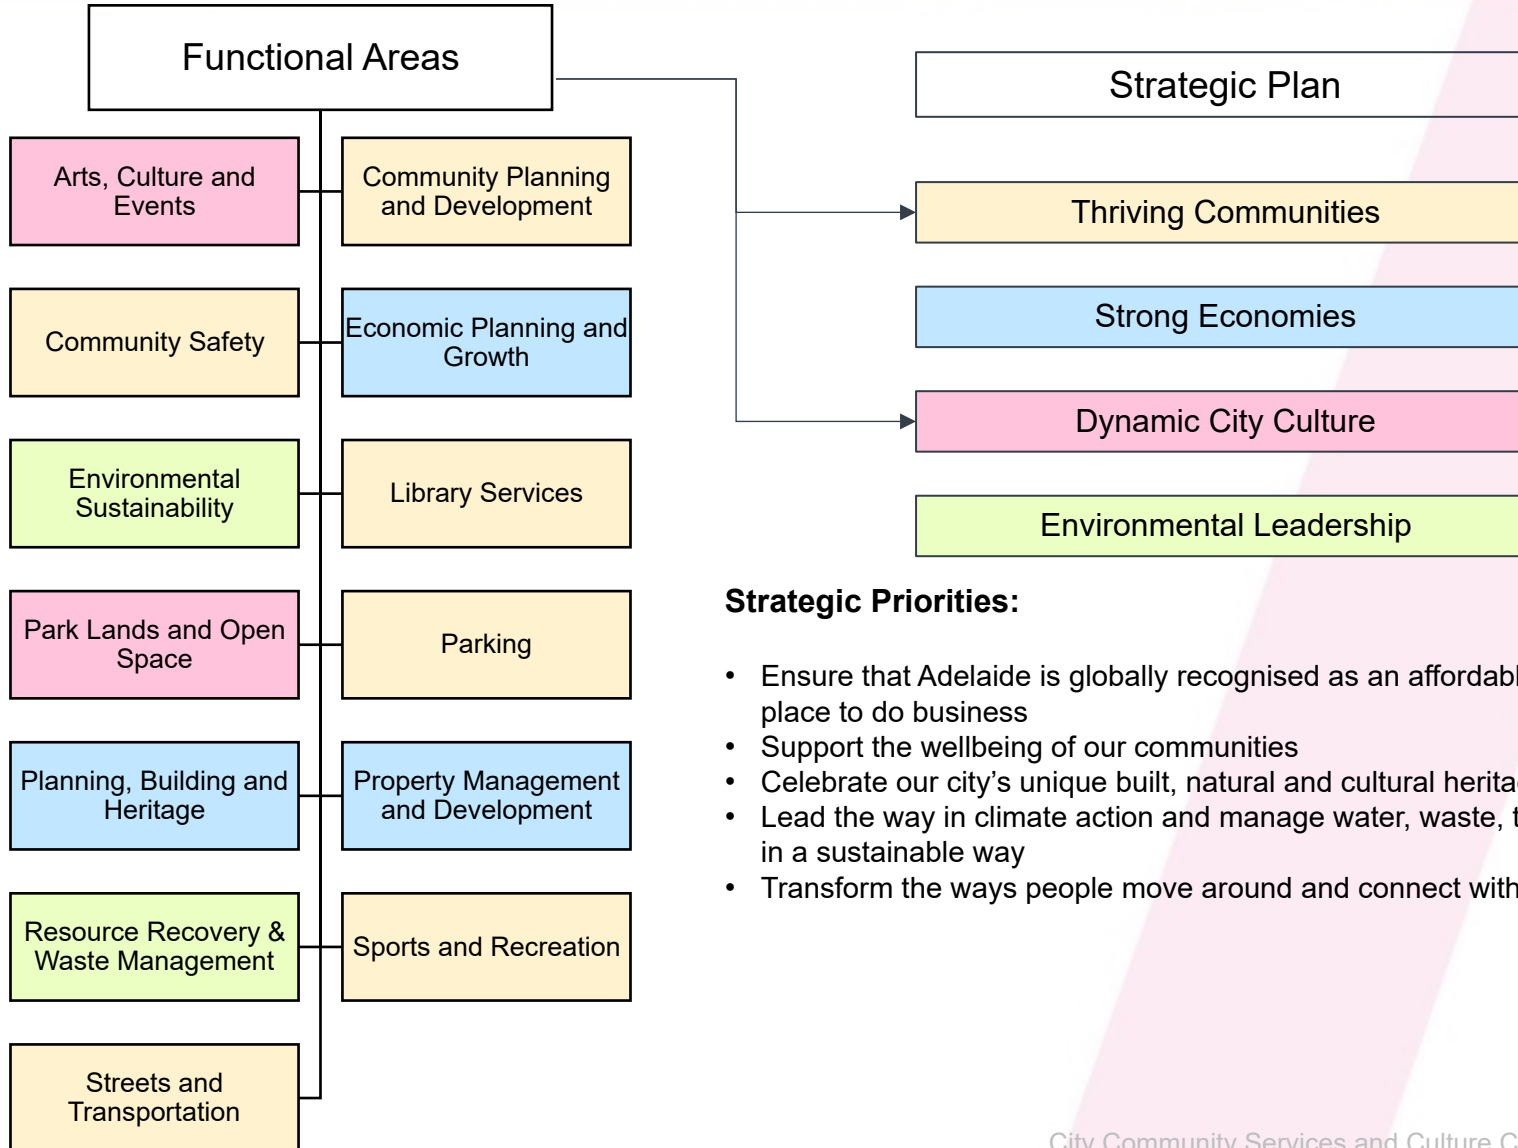 Functional Areas
Arts, Culture and
Events
Community Planning
and Development
Community Safety
Economic Planning and
Growth
Environmental
Sustainability
Library Services
Park Lands and Open
Space
Parking
Planning, Building and
Heritage
Property Management
and Development
Resource Recovery &
Waste Management
Sports and Recreation
Streets and
Transportation
Strategic Plan
Thriving Communities
Strong Economies
Dynamic City Culture
Environmental Leadership
Strategic Priorities:
• Ensure that Adelaide is globally recognised as an
place to do business
• Support the wellbeing of our communities
• Celebrate our city’s unique built, natural and cultural
• Lead the way in climate action and manage water, waste,
in a sustainable way
• Transform the ways people move around and connect with
City Community Services and Culture